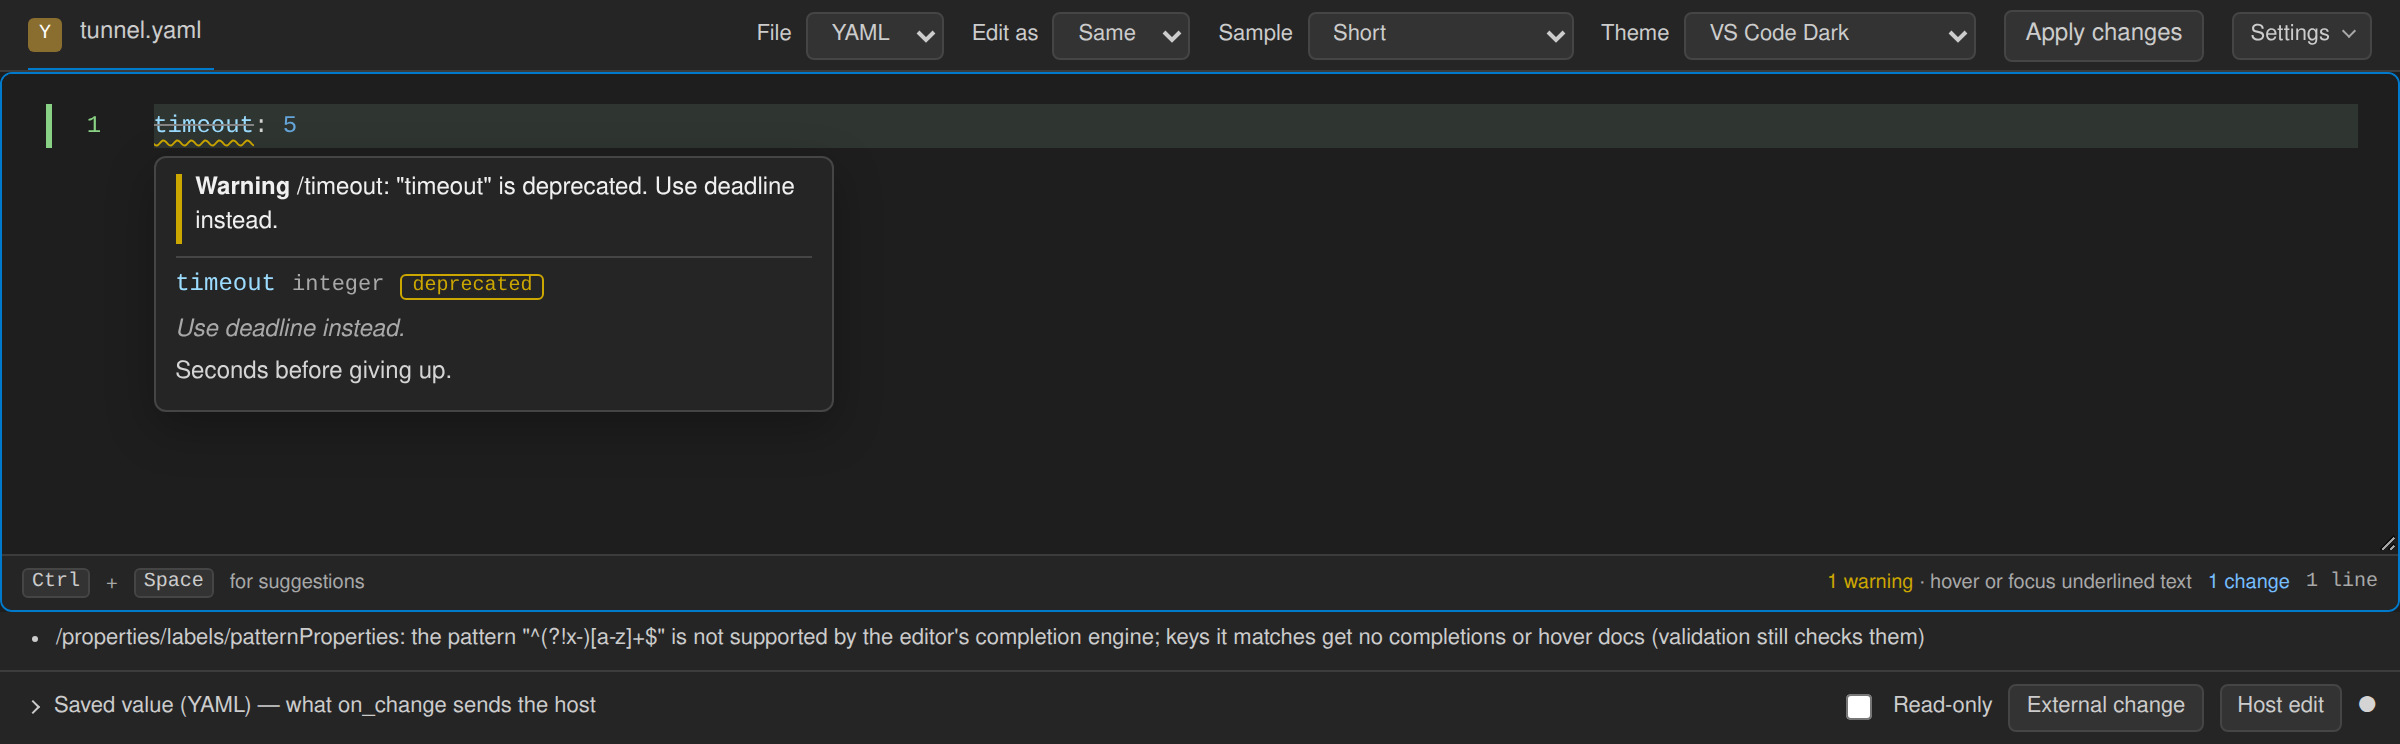 Y tunnel.yaml File YAML Edit as Same Sample Short Theme VS Code Dark Apply changes Settings
1 timeout: 5
Warning /timeout: "timeout" is deprecated. Use deadline
instead.
timeout integer deprecated
Use deadline instead.
Seconds before giving up.
Ctrl + Space for suggestions 1 warning · hover or focus underlined text 1 change 1 line
• /properties/labels/patternProperties: the pattern "^(?!x-)[a-z]+$" is not supported by the editor's completion engine; keys it matches get no completions or hover docs (validation still checks them)
Saved value (YAML) — what on_change sends the host Read-only External change Host edit